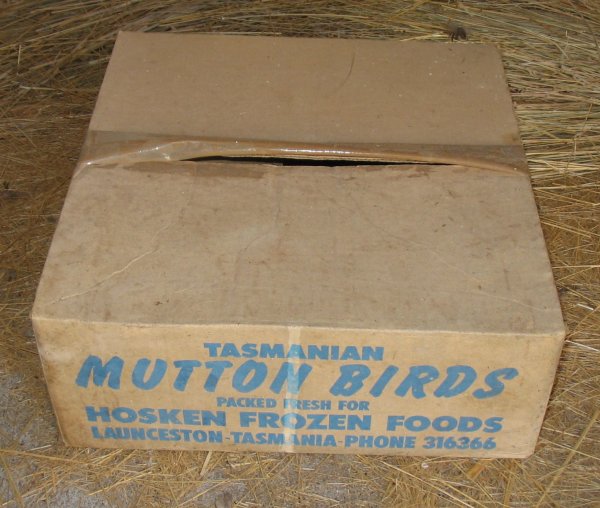 TASMANIAN
MUTTON BIRDS
PACKED FRESH FOR
HOSKEN FROZEN FOODS
LAUNCESTON-TASMANIA-PHONE 316366